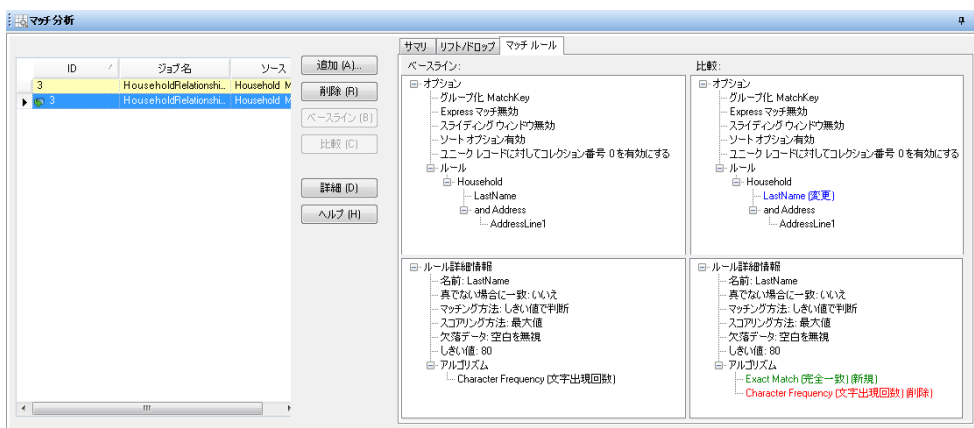 マッチ分析
サマリ リフト/ドロップ マッチ ルール
ID ジョブ名 ソース
3 HouseholdRelationshi... Household M
3 HouseholdRelationshi... Household M
追加 (A)...
削除 (R)
ベースライン (B)
比較 (C)
詳細 (D)
ヘルプ (H)
ベースライン:
オプション
グループ化 MatchKey
Express マッチ無効
スライディング ウィンドウ無効
ソート オプション有効
ユニーク レコードに対してコレクション番号 0 を有効にする
ルール
Household
LastName
and Address
AddressLine1
ルール詳細情報
名前: LastName
真でない場合に一致: いいえ
マッチング方法: しきい値で判断
スコアリング方法: 最大値
欠落データ: 空白を無視
しきい値: 80
アルゴリズム
Character Frequency (文字出現回数)
比較:
オプション
グループ化 MatchKey
Express マッチ無効
スライディング ウィンドウ無効
ソート オプション有効
ユニーク レコードに対してコレクション番号 0 を有効にする
ルール
Household
LastName (変更)
and Address
AddressLine1
ルール詳細情報
名前: LastName
真でない場合に一致: いいえ
マッチング方法: しきい値で判断
スコアリング方法: 最大値
欠落データ: 空白を無視
しきい値: 80
アルゴリズム
Exact Match (完全一致) (新規)
Character Frequency (文字出現回数) (削除)